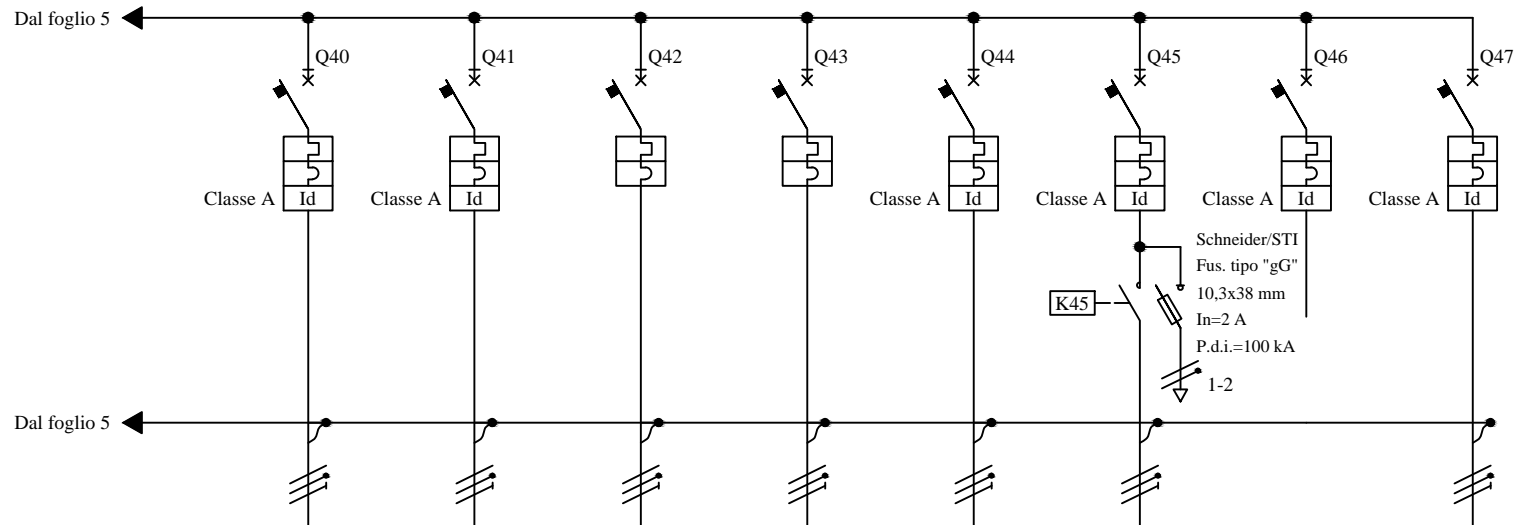 Dal foglio 5
Q40
Q41
Q42
Q43
Q44
Q45
Q46
Q47
Classe A
Id
Classe A
Id
Classe A
Id
Classe A
Id
Classe A
Id
Classe A
Id
Schneider/STI
Fus. tipo "gG"
10,3x38 mm
In=2 A
P.d.i.=100 kA
K45
1-2
Dal foglio 5